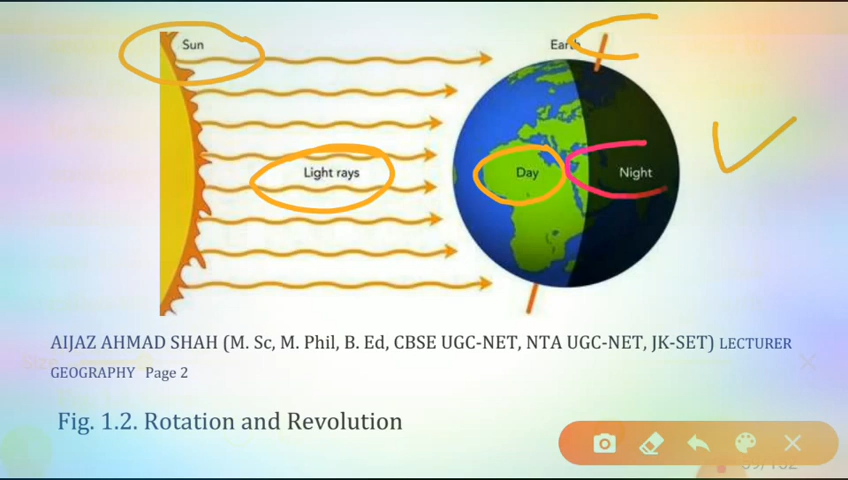 Sun
Earth
Light rays
Day
Night
AIJAZ AHMAD SHAH (M. Sc, M. Phil, B. Ed, CBSE UGC-NET, NTA UGC-NET, JK-SET) LECTURER
GEOGRAPHY Page 2
Fig. 1.2. Rotation and Revolution